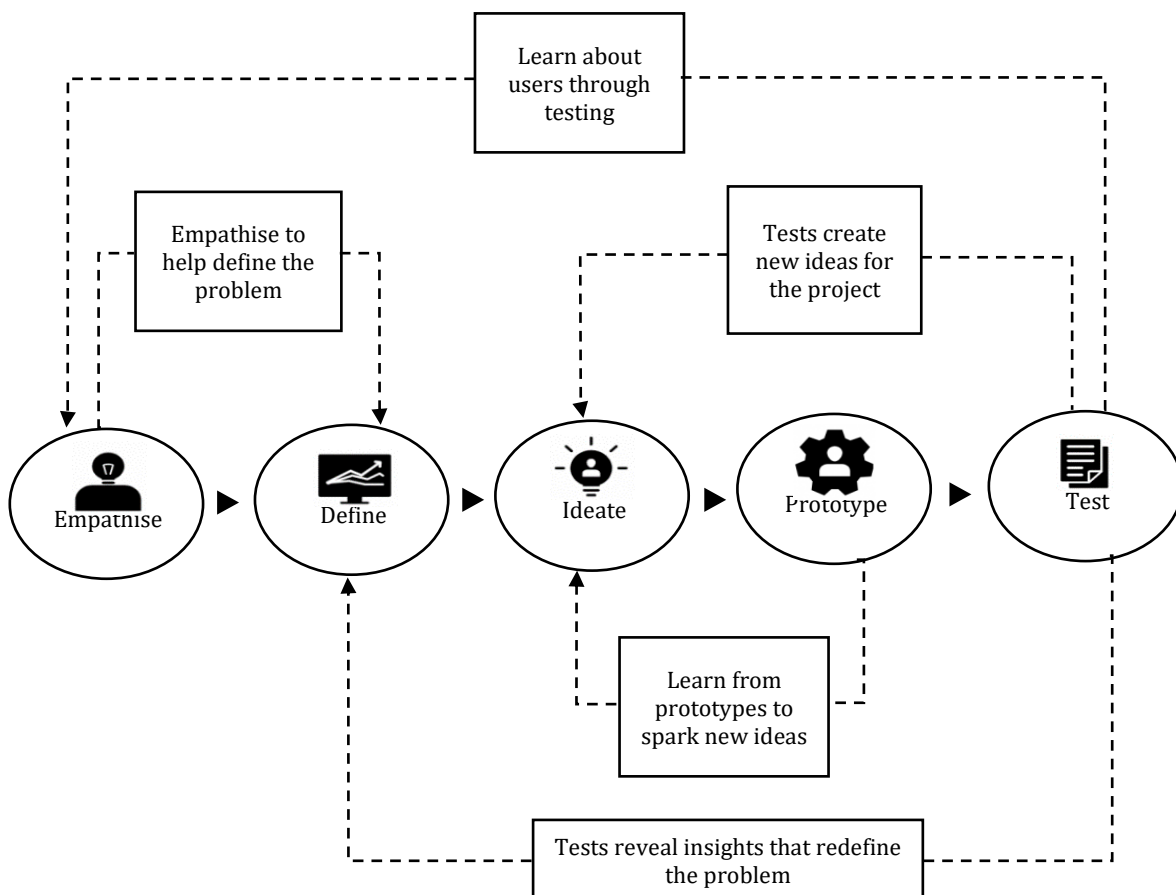 Learn about
users through
testing
Empathise to
help define the
problem
Tests create
new ideas for
the project
Empathise
Define
Ideate
Prototype
Test
Learn from
prototypes to
spark new ideas
Tests reveal insights that redefine
the problem